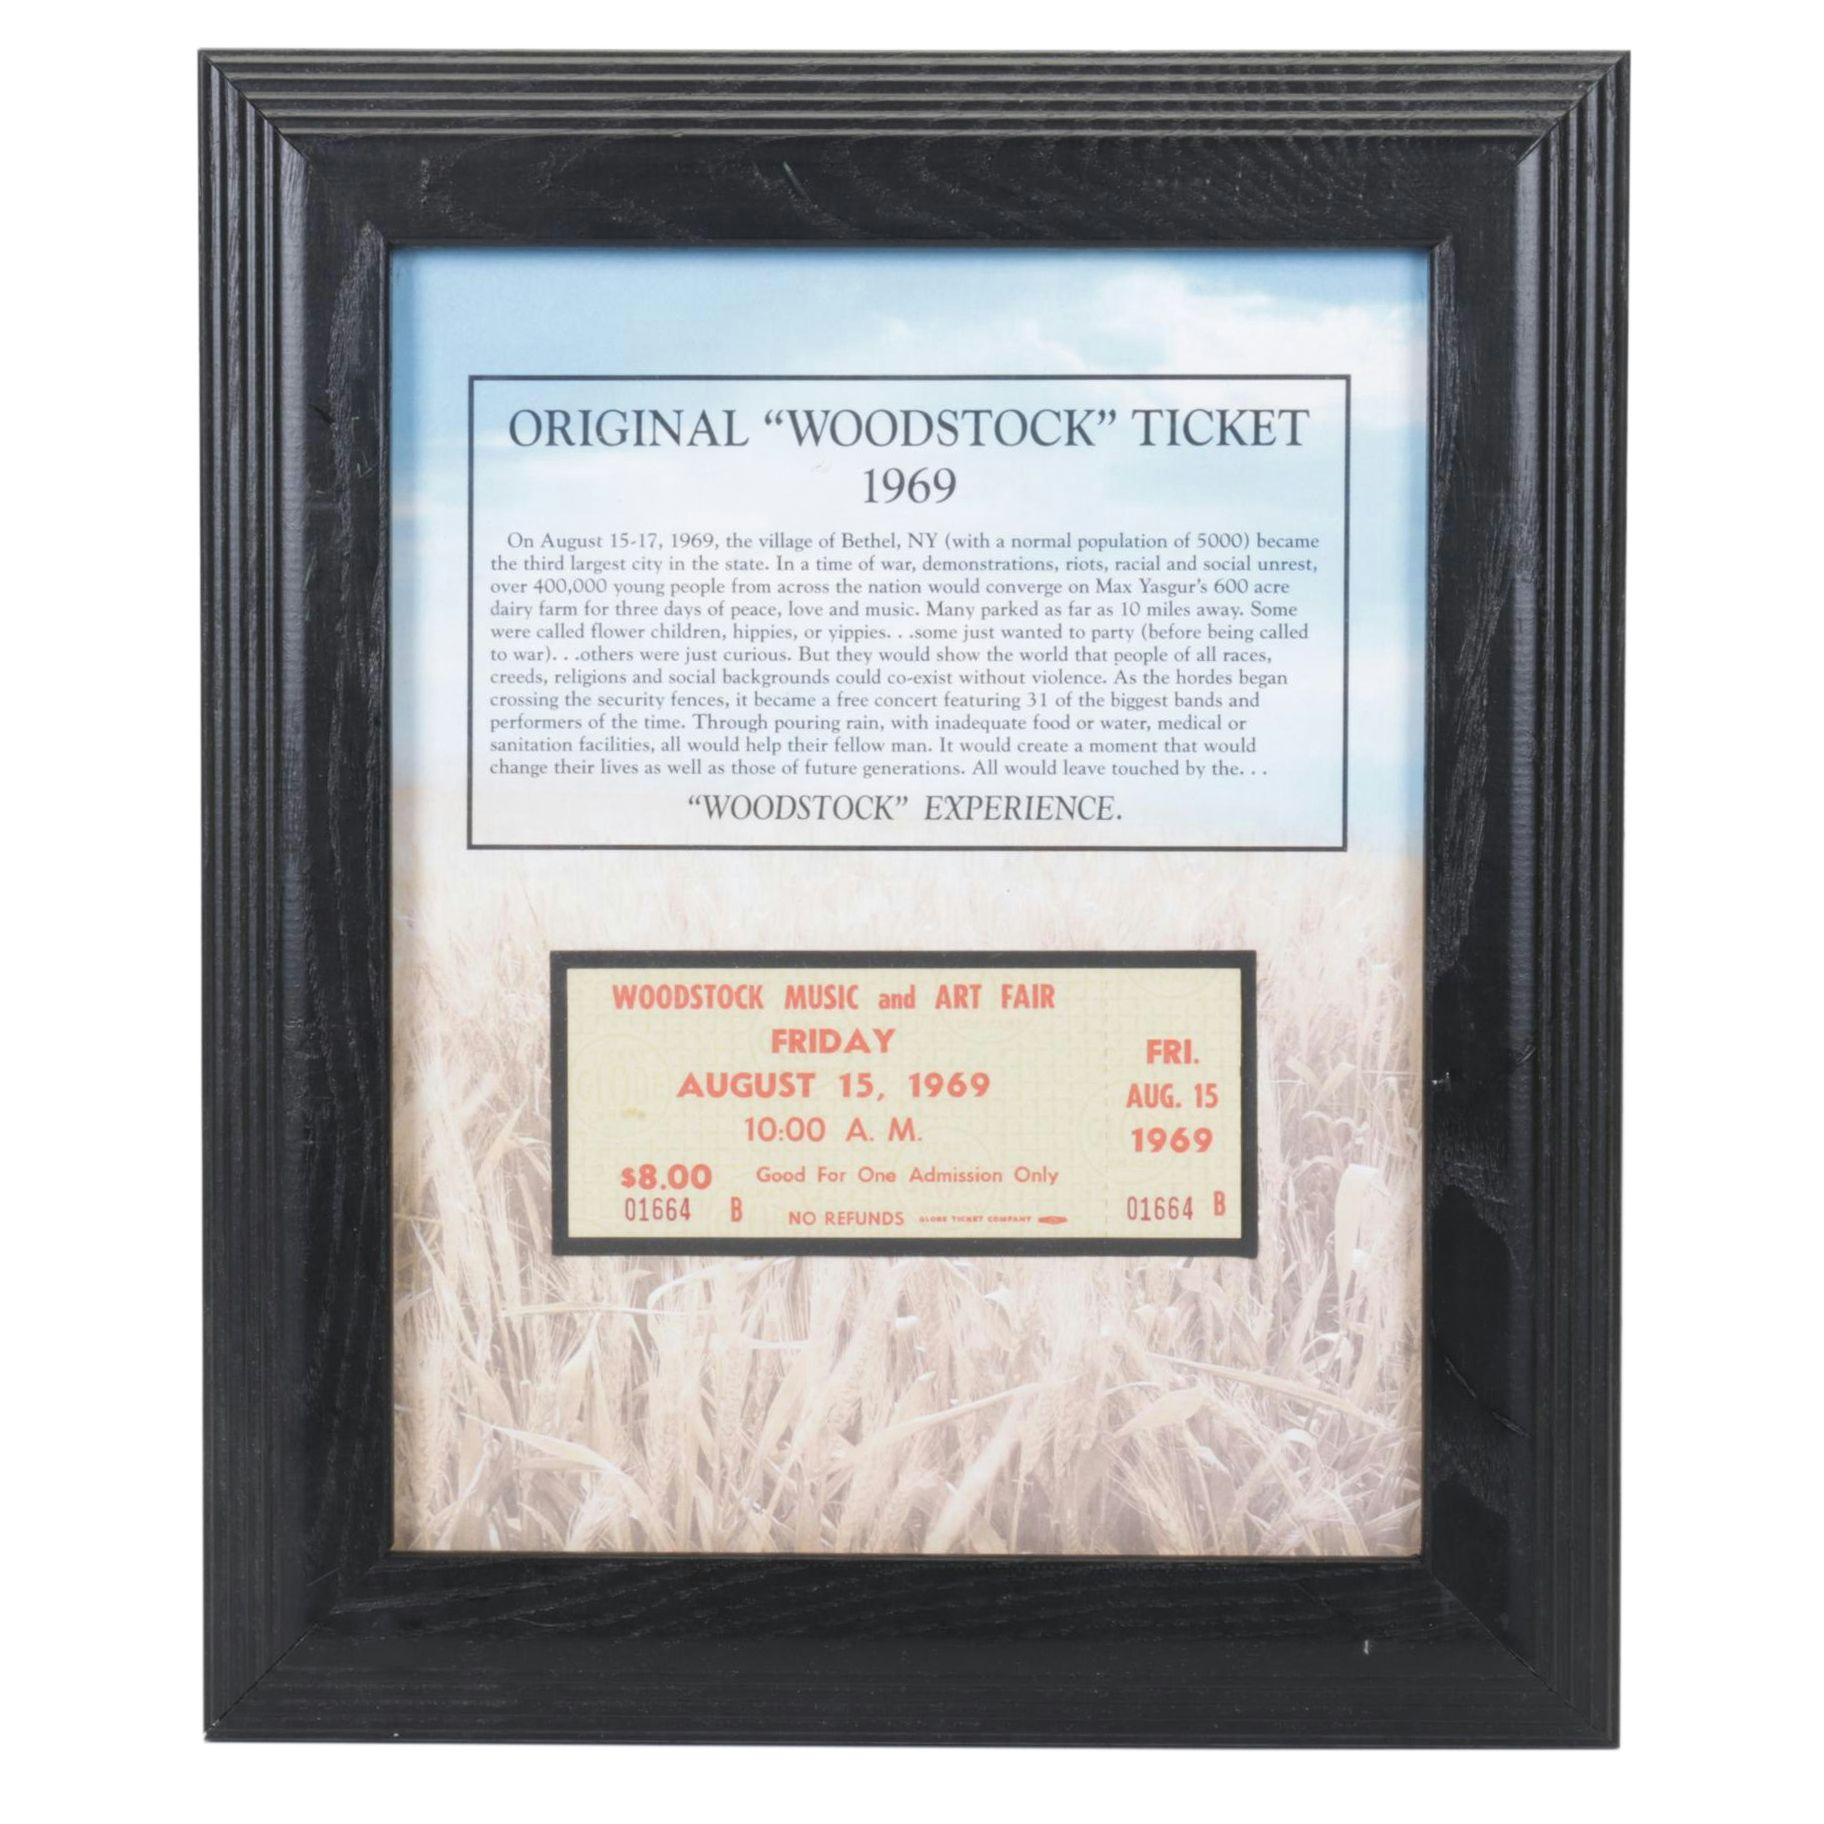 ORIGINAL “WOODSTOCK” TICKET
1969
On August 15-17, 1969, the village of Bethel, NY (with a normal population of 5000) became
the third largest city in the state. In a time of war, demonstrations, riots, racial and social unrest,
over 400,000 young people from across the nation would converge on Max Yasgur's 600 acre
dairy farm for three days of peace, love and music. Many parked as far as 10 miles away. Some
were called flower children, hippies, or yippies. . .some just wanted to party (before being called
to war). . .others were just curious. But they would show the world that people of all races,
creeds, religions and social backgrounds could co-exist without violence. As the hordes began
crossing the security fences, it became a free concert featuring 31 of the biggest bands and
performers of the time. Through pouring rain, with inadequate food or water, medical or
sanitation facilities, all would help their fellow man. It would create a moment that would
change their lives as well as those of future generations. All would leave touched by the. . .
“WOODSTOCK” EXPERIENCE.
WOODSTOCK MUSIC and ART FAIR
FRIDAY
AUGUST 15, 1969
10:00 A. M.
$8.00 Good For One Admission Only
01664 B NO REFUNDS GLOBE TICKET COMPANY
FRI.
AUG. 15
1969
01664 B